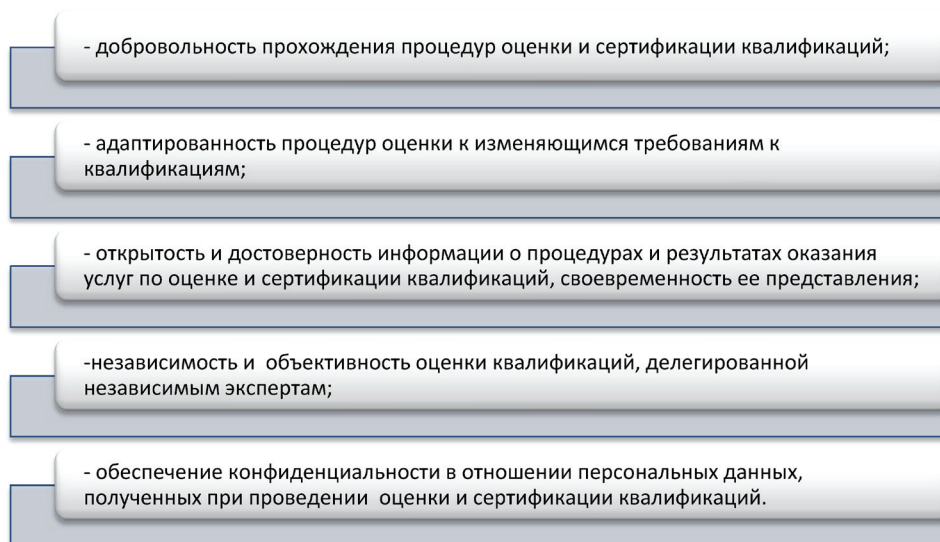 - добровольность прохождения процедур оценки и сертификации квалификаций;
- адаптированность процедур оценки к изменяющимся требованиям к
квалификациям;
- открытость и достоверность информации о процедурах и результатах оказания
услуг по оценке и сертификации квалификаций, своевременность ее представления;
-независимость и  объективность оценки квалификаций, делегированной
независимым экспертам;
- обеспечение конфиденциальности в отношении персональных данных,
полученных при проведении  оценки и сертификации квалификаций.